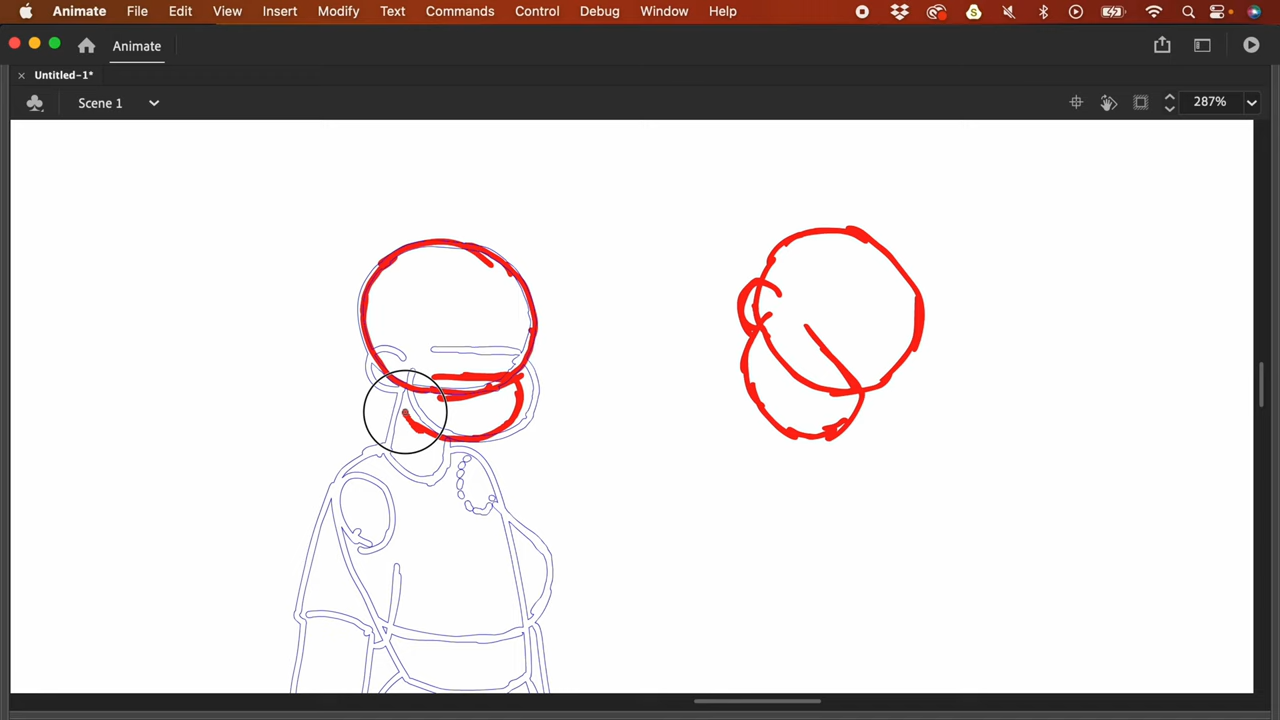 Animate File Edit View Insert Modify Text Commands Control Debug Window Help
Animate
Untitled-1*
Scene 1
287%